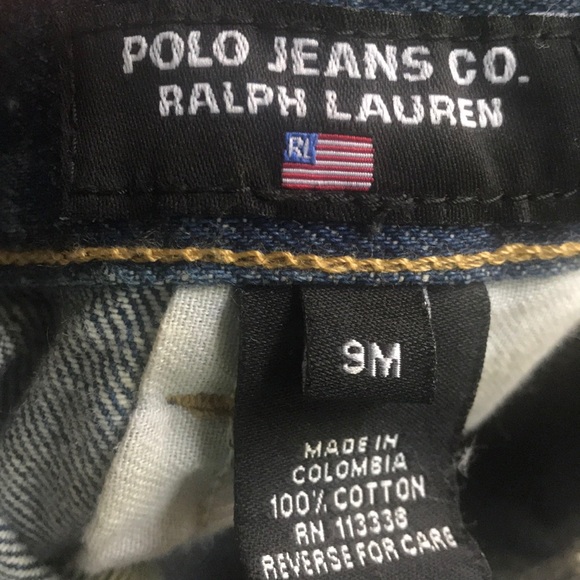 POLO JEANS CO.
RALPH LAUREN
RL
9M
MADE IN
COLOMBIA
100% COTTON
RN 113338
REVERSE FOR CARE